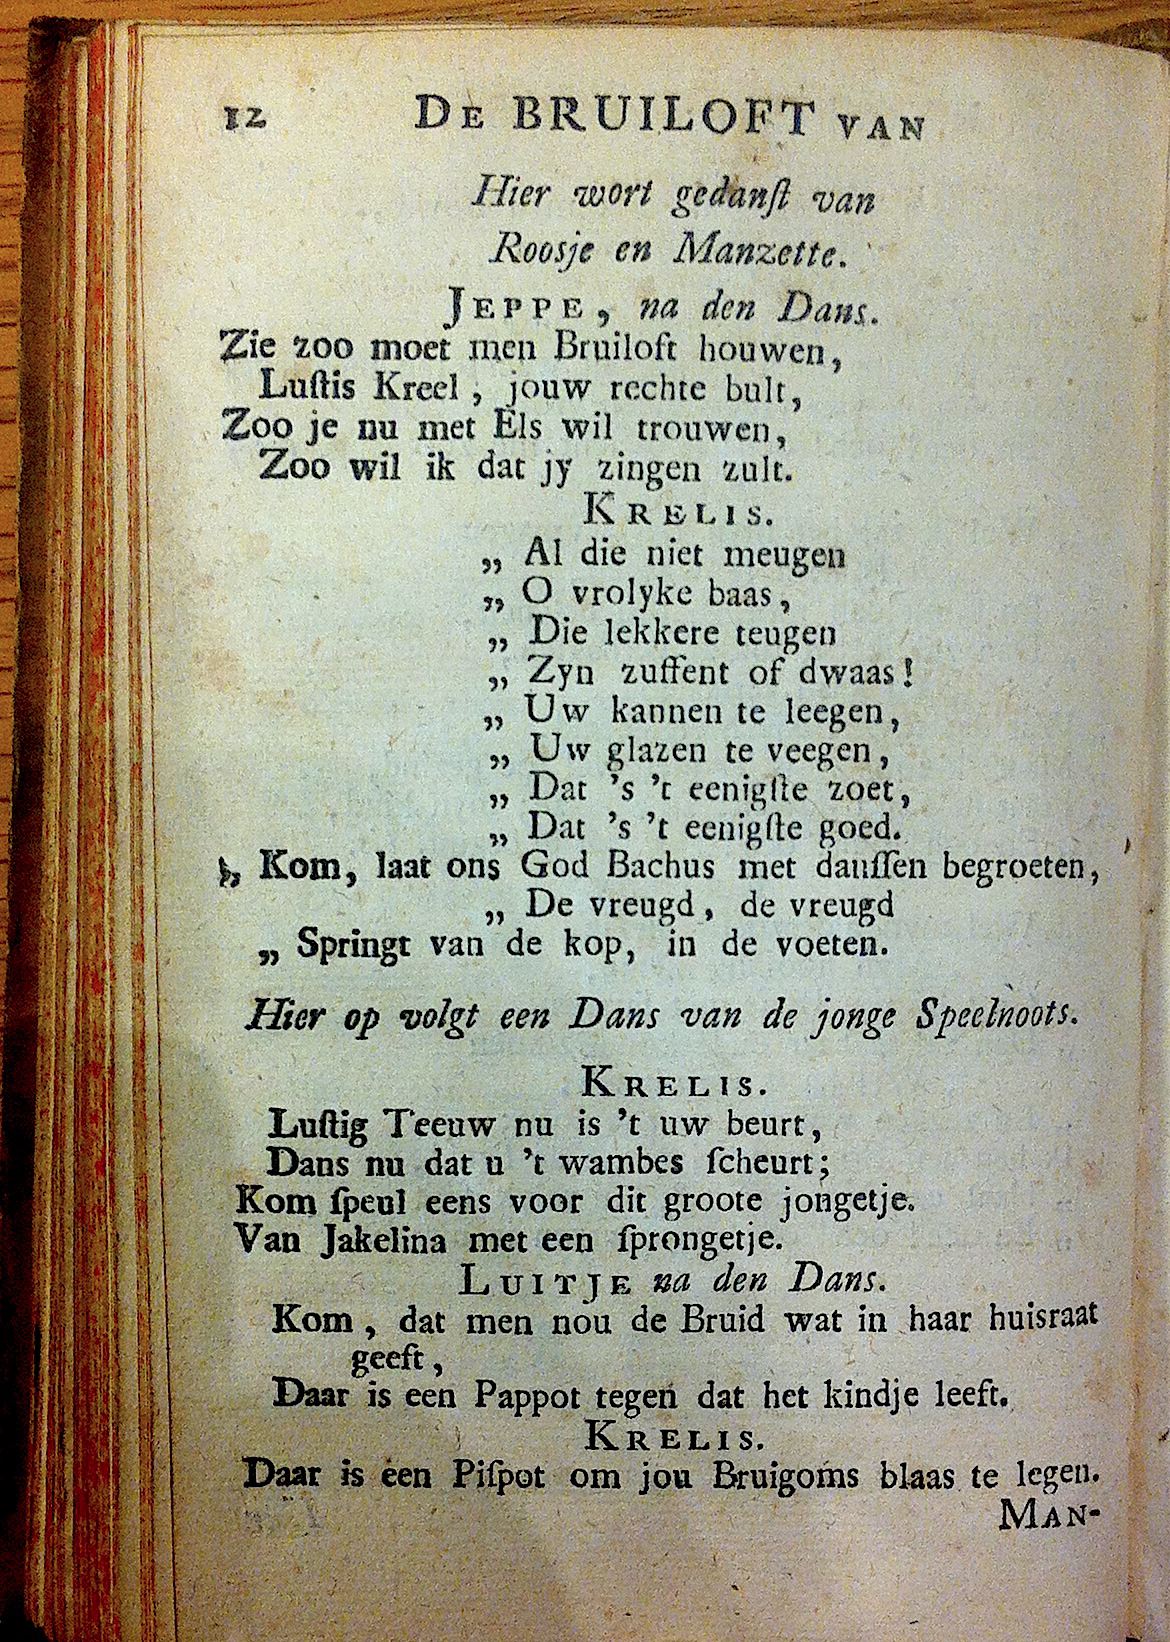 12 DE BRUILOFT VAN
Hier wort gedanſt van
Roosje en Manzette.
JEPPE, na den Dans.
Zie zoo moet men Bruiloft houwen,
Luſtis Kreel, jouw rechte bult,
Zoo je nu met Els wil trouwen,
Zoo wil ik dat jy zingen zult.
KRELIS.
„ Al die niet meugen
„ O vrolyke baas,
„ Die lekkere teugen
„ Zyn zuffent of dwaas!
„ Uw kannen te leegen,
„ Uw glazen te veegen,
„ Dat 's 't eenigſte zoet,
„ Dat 's 't eenigſte goed.
„ Kom, laat ons God Bachus met danſſen begroeten,
„ De vreugd, de vreugd
„ Springt van de kop, in de voeten.
Hier op volgt een Dans van de jonge Speelnoots.
KRELIS.
Luſtig Teeuw nu is 't uw beurt,
Dans nu dat u 't wambes ſcheurt;
Kom ſpeul eens voor dit groote jongetje.
Van Jakelina met een ſprongetje.
LUITJE na den Dans.
Kom, dat men nou de Bruid wat in haar huisraat
geeft,
Daar is een Pappot tegen dat het kindje leeft.
KRELIS.
Daar is een Piſpot om jou Bruigoms blaas te legen.
MAN-